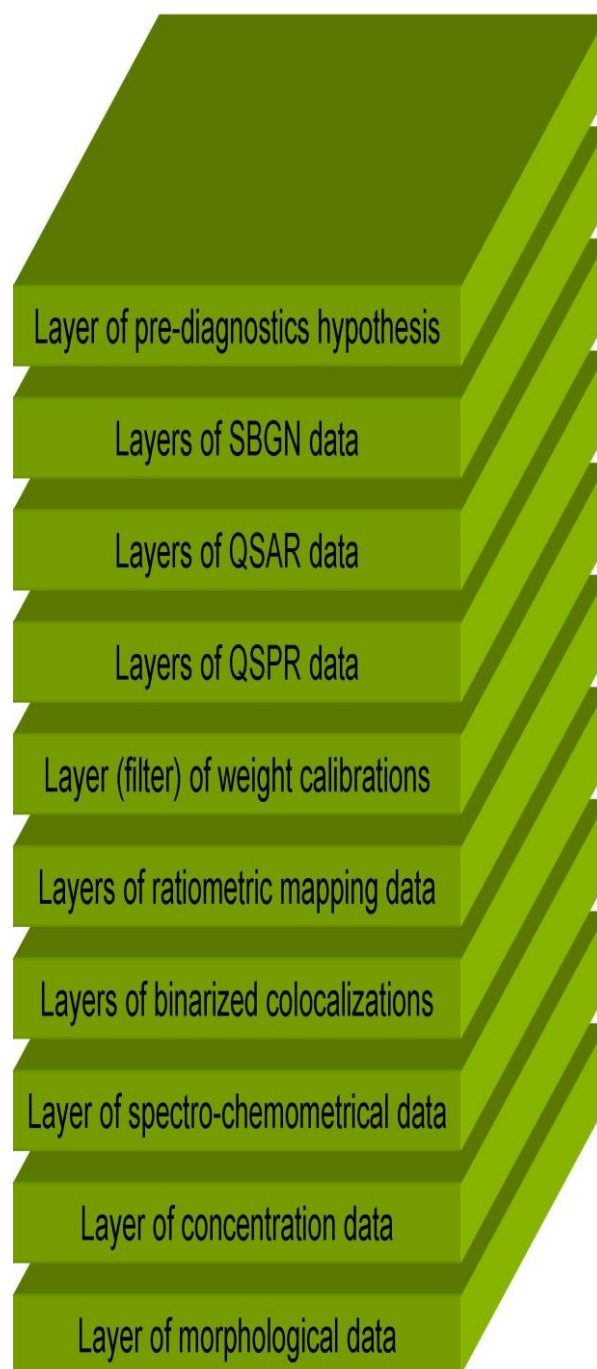 Layer of pre-diagnostics hypothesis
Layers of SBGN data
Layers of QSAR data
Layers of QSPR data
Layer (filter) of weight calibrations
Layers of ratiometric mapping data
Layers of binarized colocalizations
Layer of spectro-chemometrical data
Layer of concentration data
Layer of morphological data